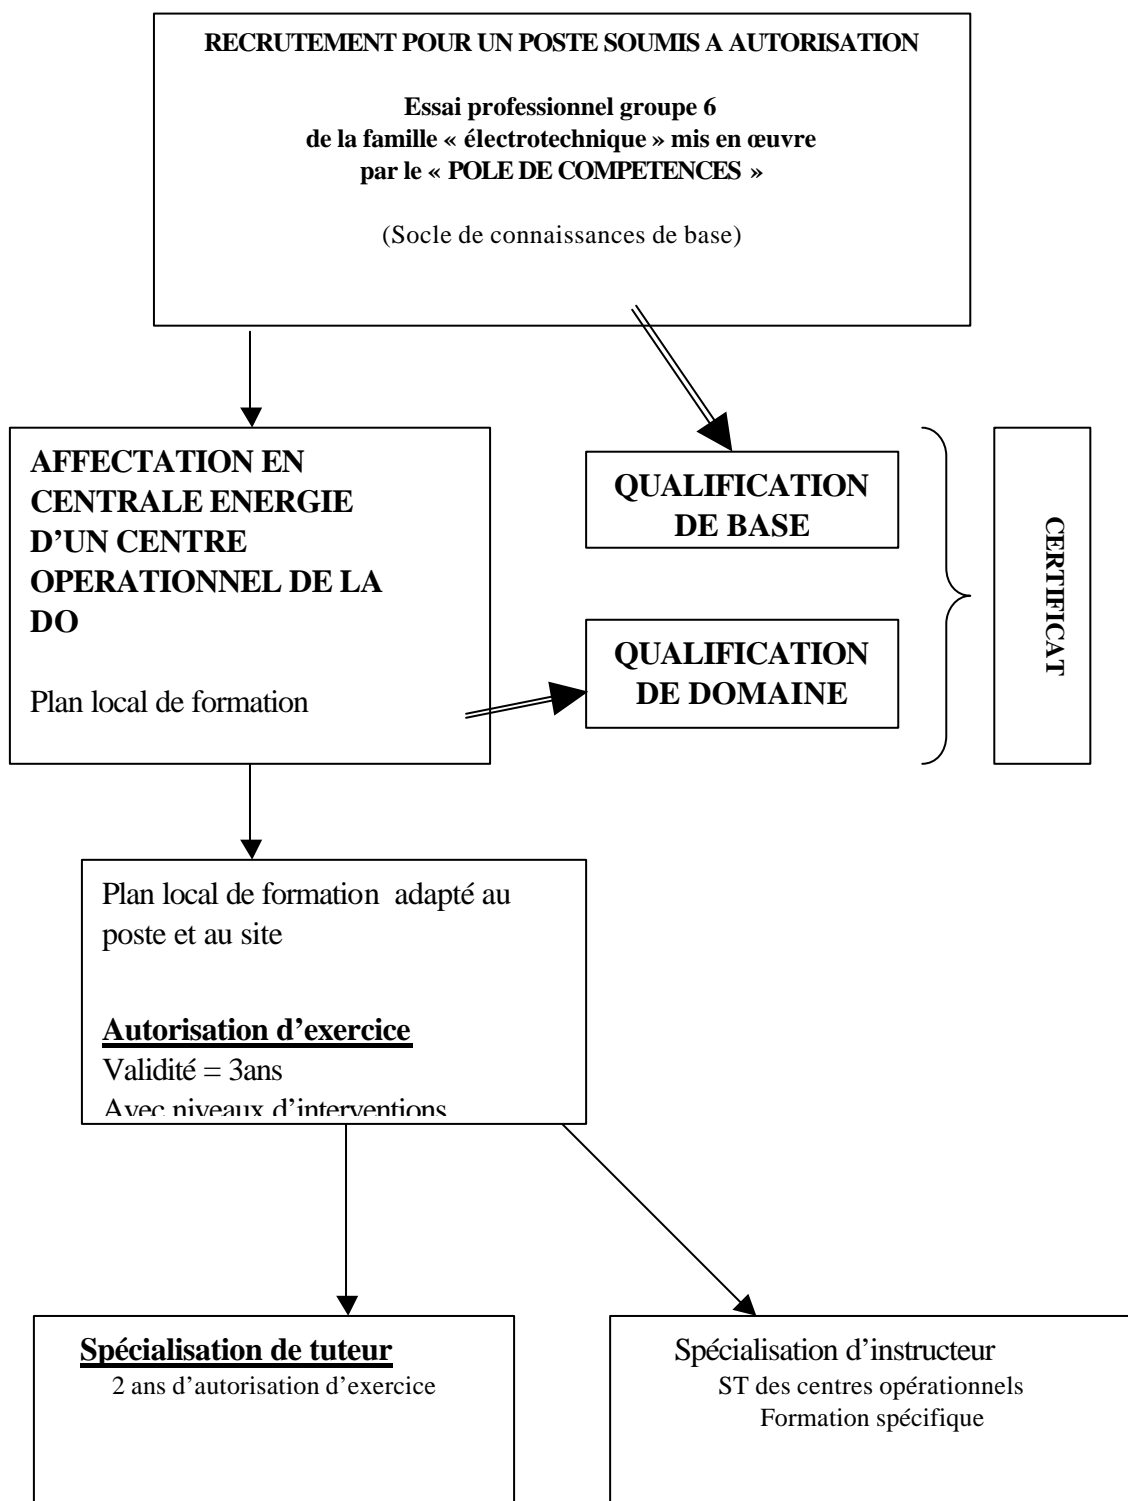 RECRUTEMENT POUR UN POSTE SOUMIS A AUTORISATION
Essai professionnel groupe 6
de la famille « électrotechnique » mis en œuvre
par le « POLE DE COMPETENCES »
(Socle de connaissances de base)
AFFECTATION EN
CENTRALE ENERGIE
D’UN CENTRE
OPERATIONNEL DE LA
DO
Plan local de formation
QUALIFICATION
DE BASE
QUALIFICATION
DE DOMAINE
CERTIFICAT
Plan local de formation adapté au
poste et au site
Autorisation d’exercice
Validité = 3ans
Avec niveaux d’interventions
Spécialisation de tuteur
2 ans d’autorisation d’exercice
Spécialisation d’instructeur
ST des centres opérationnels
Formation spécifique